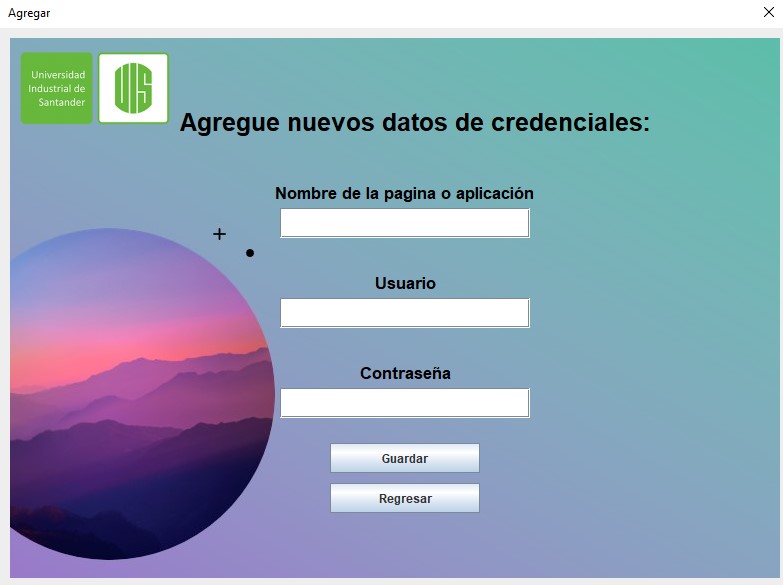 Agregar
Universidad
Industrial de
Santander
UIS
Agregue nuevos datos de credenciales:
Nombre de la pagina o aplicación
Usuario
Contraseña
Guardar
Regresar